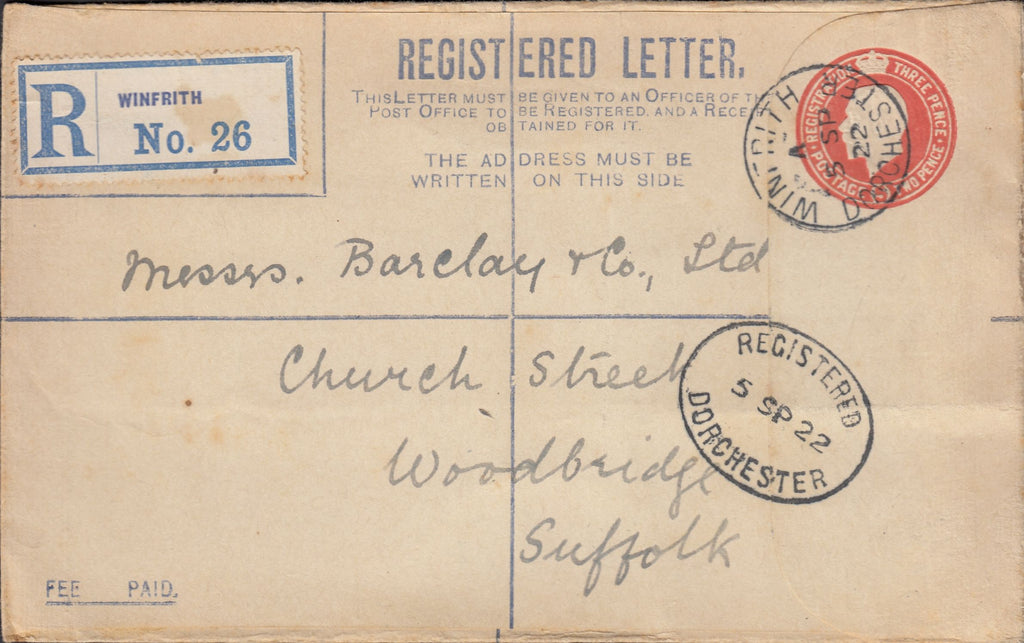 REGISTERED LETTER.
THIS LETTER MUST BE GIVEN TO AN OFFICER OF TH
POST OFFICE TO BE REGISTERED, AND A RECE
OBTAINED FOR IT.
THE ADDRESS MUST BE
WRITTEN ON THIS SIDE
R
WINFRITH
No. 26
REGISTRATION THREE PENCE
POSTAGE TWO PENCE
WINFRITH DORCHESTER
A
5 SP
22
Messrs. Barclay & Co., Ltd
Church Street
Woodbridge
Suffolk
REGISTERED
5 SP 22
DORCHESTER
FEE PAID.